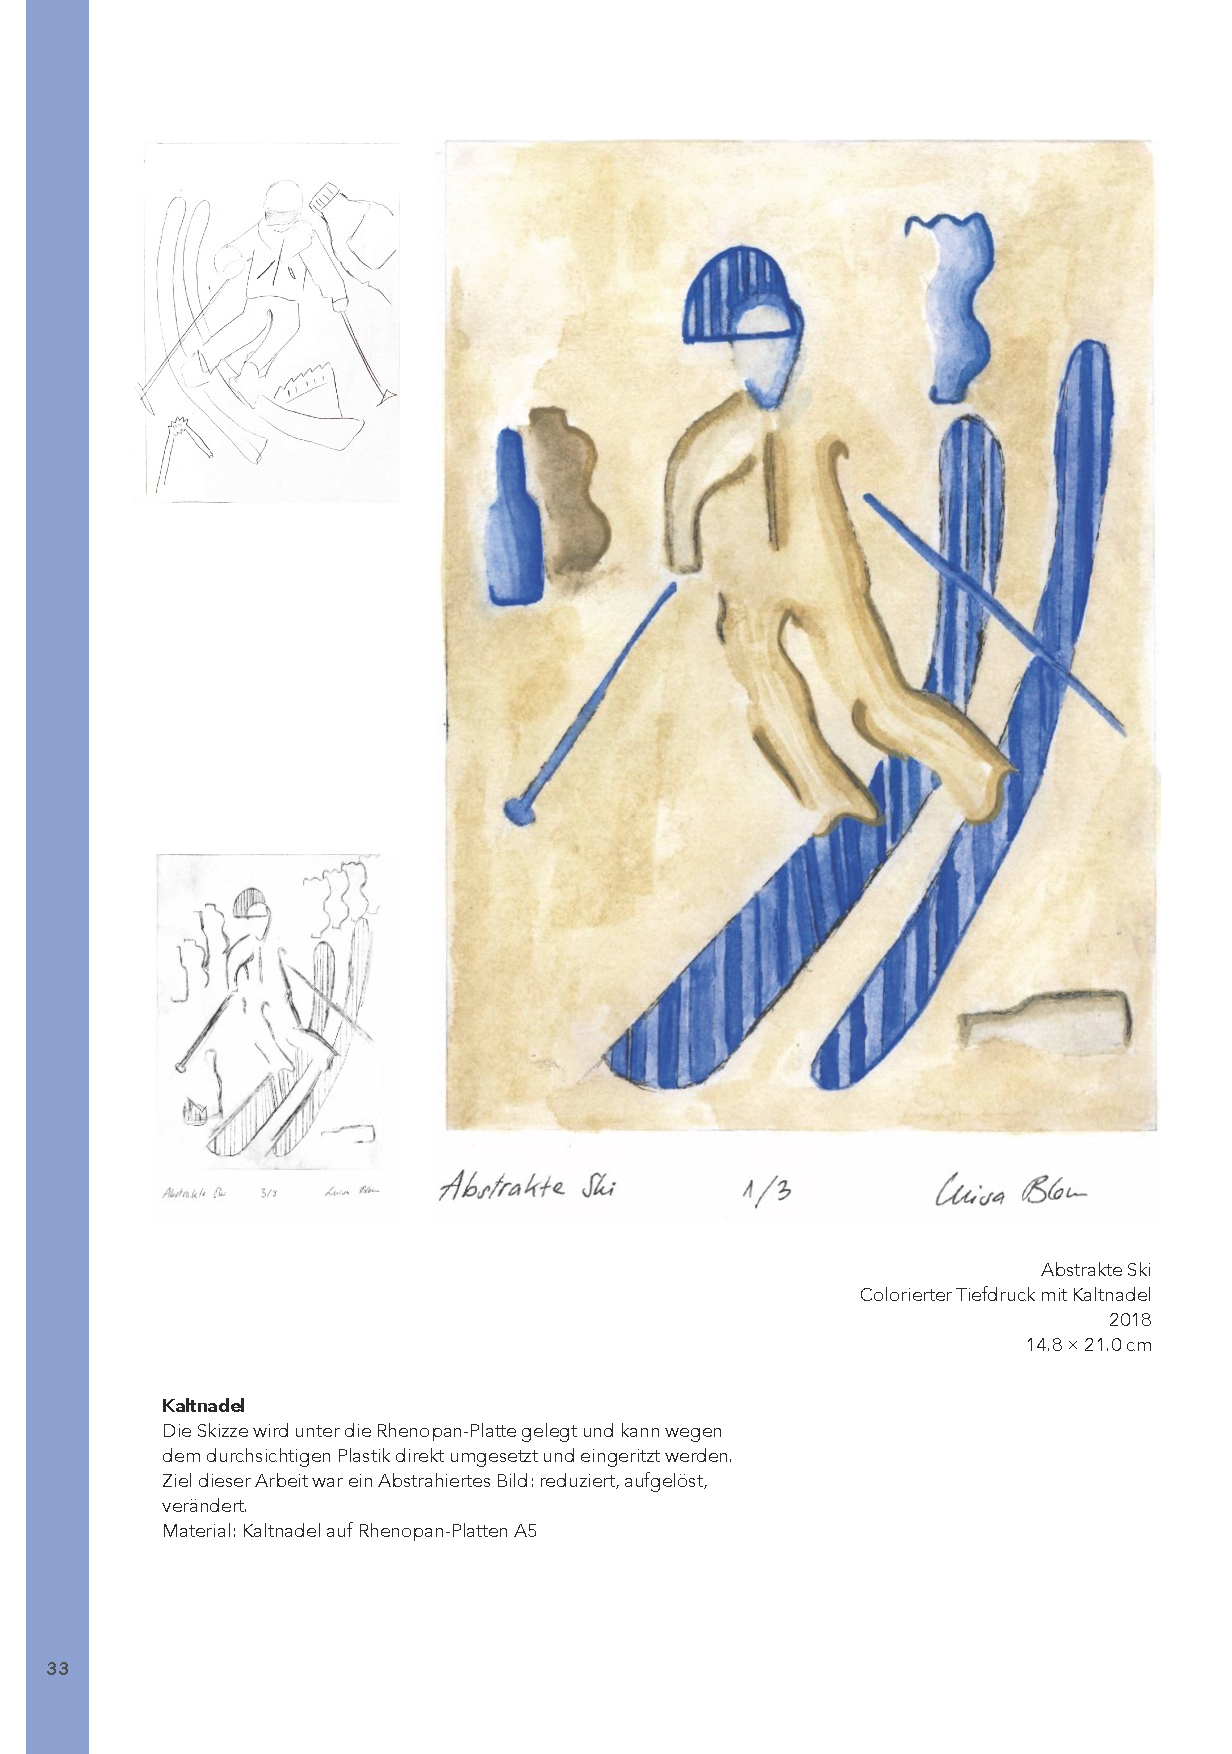 Abstrakte Ski 3/3 Luisa Blom
Abstrakte Ski 1/3 Luisa Blom
Abstrakte Ski
Colorierter Tiefdruck mit Kaltnadel
2018
14.8 × 21.0 cm
Kaltnadel
Die Skizze wird unter die Rhenopan-Platte gelegt und kann wegen
dem durchsichtigen Plastik direkt umgesetzt und eingeritzt werden.
Ziel dieser Arbeit war ein Abstrahiertes Bild: reduziert, aufgelöst,
verändert.
Material: Kaltnadel auf Rhenopan-Platten A5
33